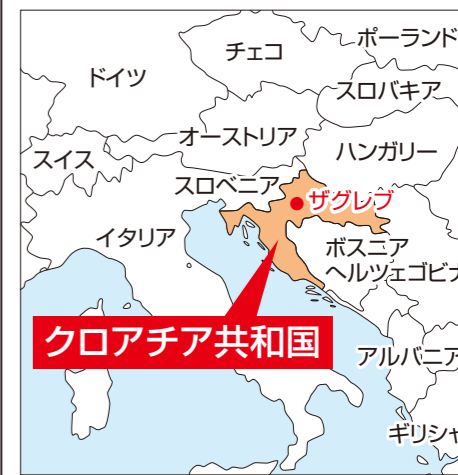 ポーランド
チェコ
ドイツ
スロバキア
オーストリア
ハンガリー
スイス
スロベニア
ザグレブ
イタリア
ボスニア
ヘルツェゴビナ
クロアチア共和国
アルバニア
ギリシャ